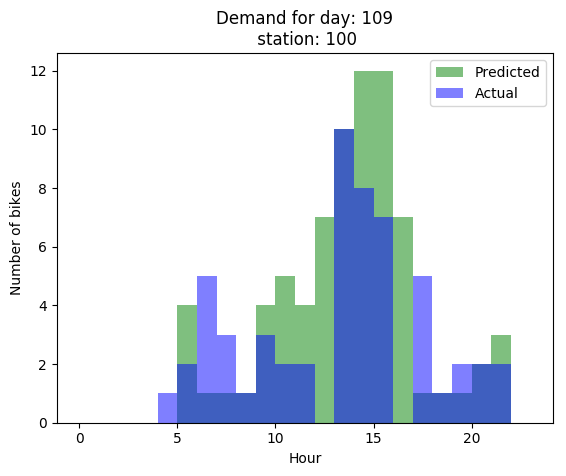 Demand for day: 109
station: 100
Predicted
Actual
Number of bikes
12
10
8
6
4
2
0
0
5
10
15
20
Hour